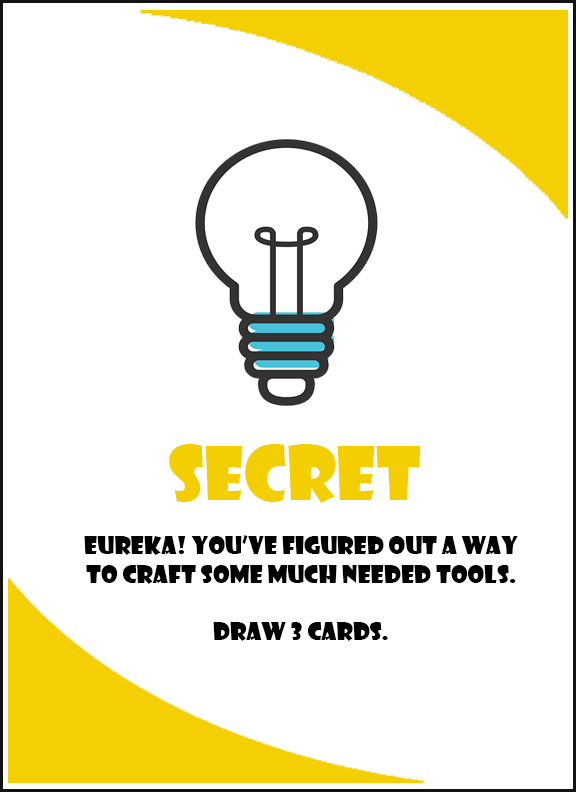 SECRET
EUREKA! YOU'VE FIGURED OUT A WAY
TO CRAFT SOME MUCH NEEDED TOOLS.
DRAW 3 CARDS.